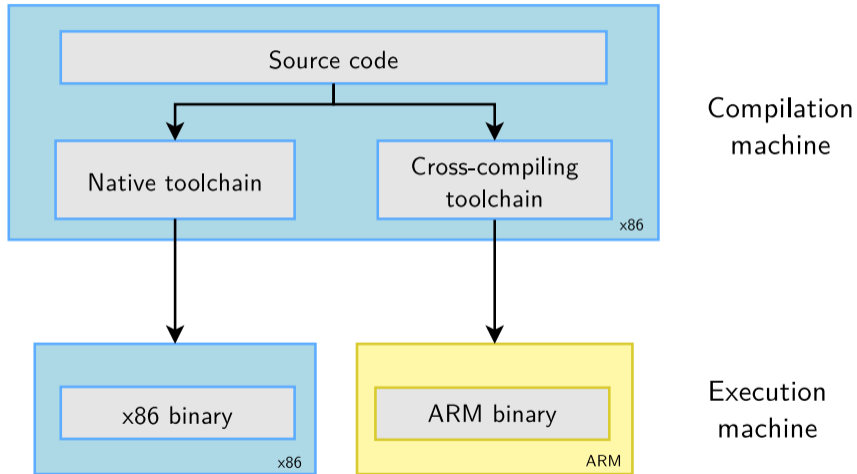 Source code
Compilation
machine
Native toolchain
Cross-compiling
toolchain
x86
x86 binary
x86
ARM binary
ARM
Execution
machine